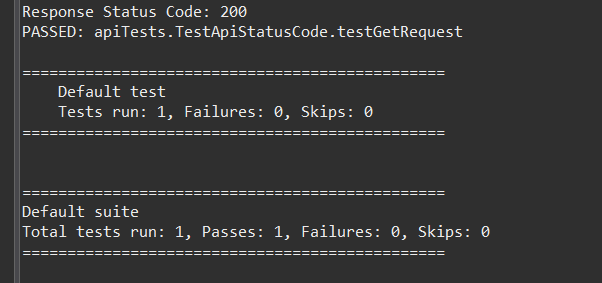 Response Status Code: 200
PASSED: apiTests.TestApiStatusCode.testGetRequest
===============================================
Default test
Tests run: 1, Failures: 0, Skips: 0
===============================================
===============================================
Default suite
Total tests run: 1, Passes: 1, Failures: 0, Skips: 0
===============================================